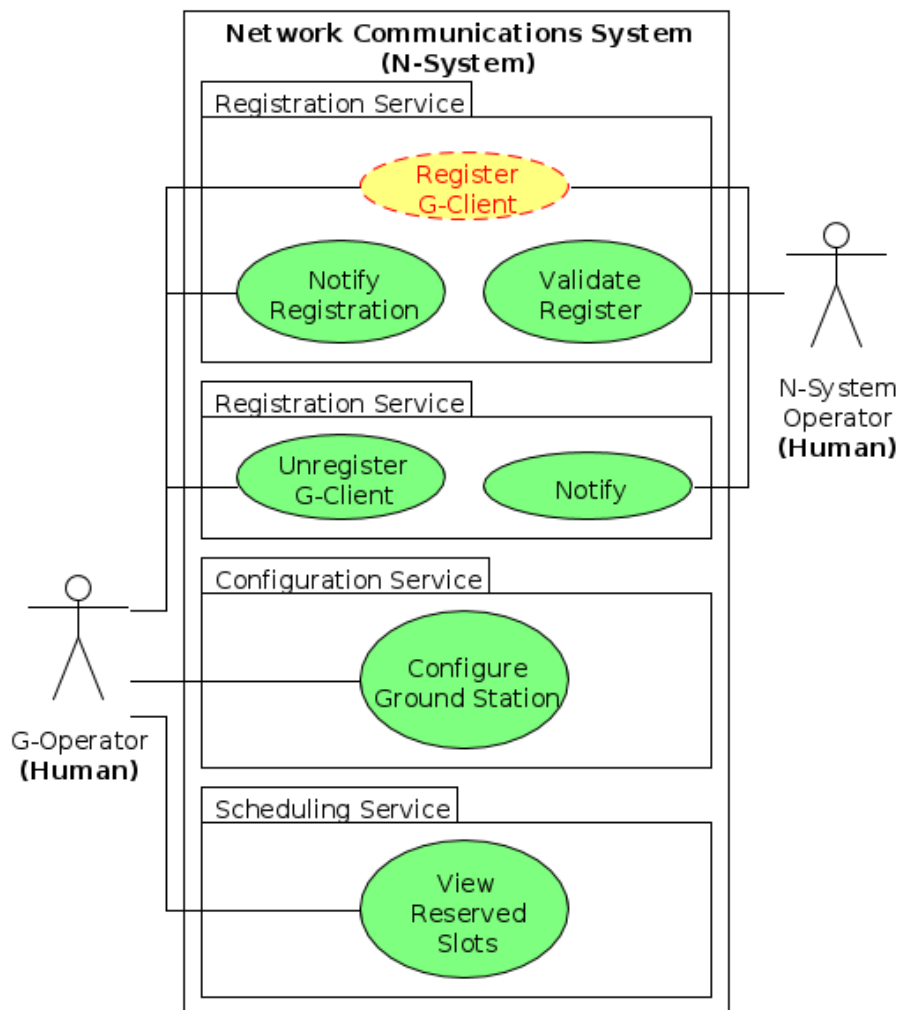 Network Communications System
(N-System)
Registration Service
Register
G-Client
Notify
Registration
Validate
Register
N-System
Operator
(Human)
Registration Service
Unregister
G-Client
Notify
Configuration Service
Configure
Ground Station
G-Operator
(Human)
Scheduling Service
View
Reserved
Slots